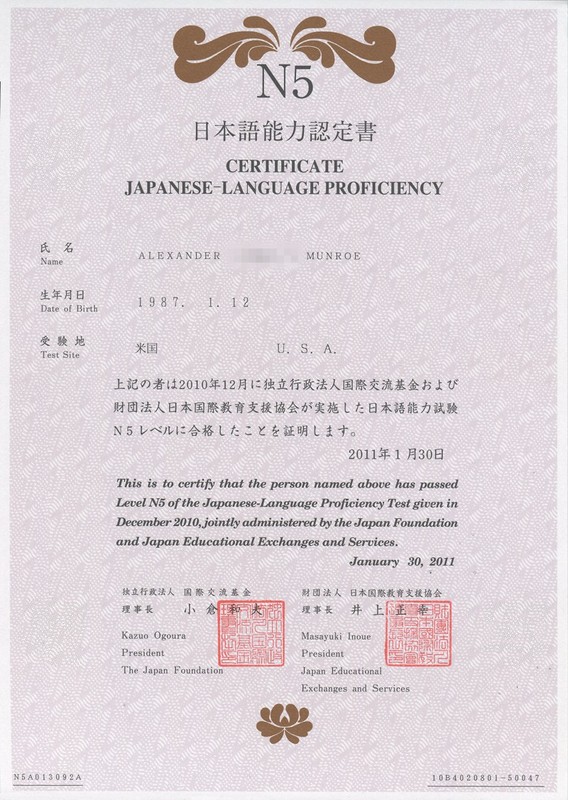 N5
日本語能力認定書
CERTIFICATE
JAPANESE-LANGUAGE PROFICIENCY
氏名
Name
ALEXANDER MUNROE
生年月日
Date of Birth
1987. 1.12
受験地
Test Site
米国 U. S. A.
上記の者は2010年12月に独立行政法人国際交流基金および
財団法人日本国際教育支援協会が実施した日本語能力試験
N5レベルに合格したことを証明します。
2011年1月30日
This is to certify that the person named above has passed
Level N5 of the Japanese-Language Proficiency Test given in
December 2010, jointly administered by the Japan Foundation
and Japan Educational Exchanges and Services.
January 30, 2011
独立行政法人 国際交流基金
理事長 小倉和夫
Kazuo Ogoura
President
The Japan Foundation
財団法人 日本国際教育支援協会
理事長 井上正幸
Masayuki Inoue
President
Japan Educational
Exchanges and Services
N5A013092A
10B4020801-50047